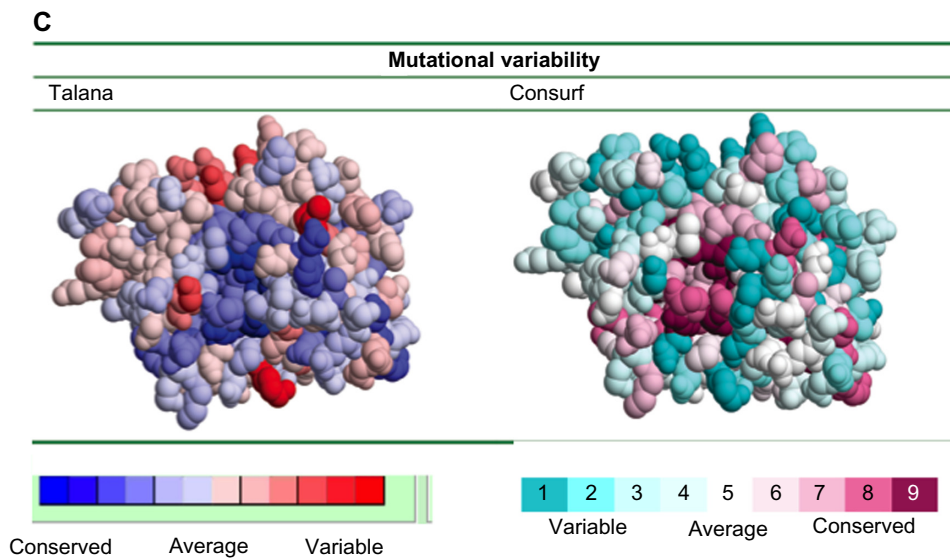 C
Mutational variability
Talana Consurf
1 2 3 4 5 6 7 8 9
Conserved Average Variable Variable Average Conserved